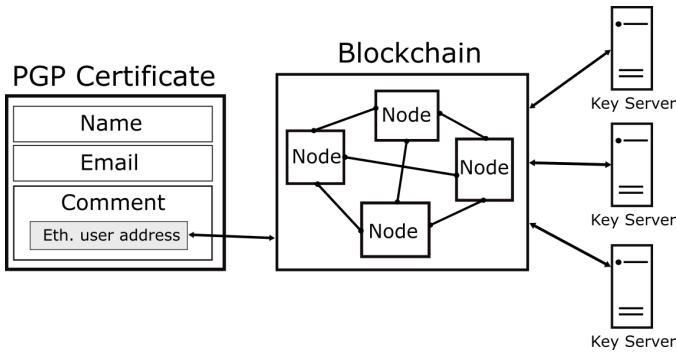 PGP Certificate
Name
Email
Comment
Eth. user address
Blockchain
Node
Node
Node
Node
Key Server
Key Server
Key Server